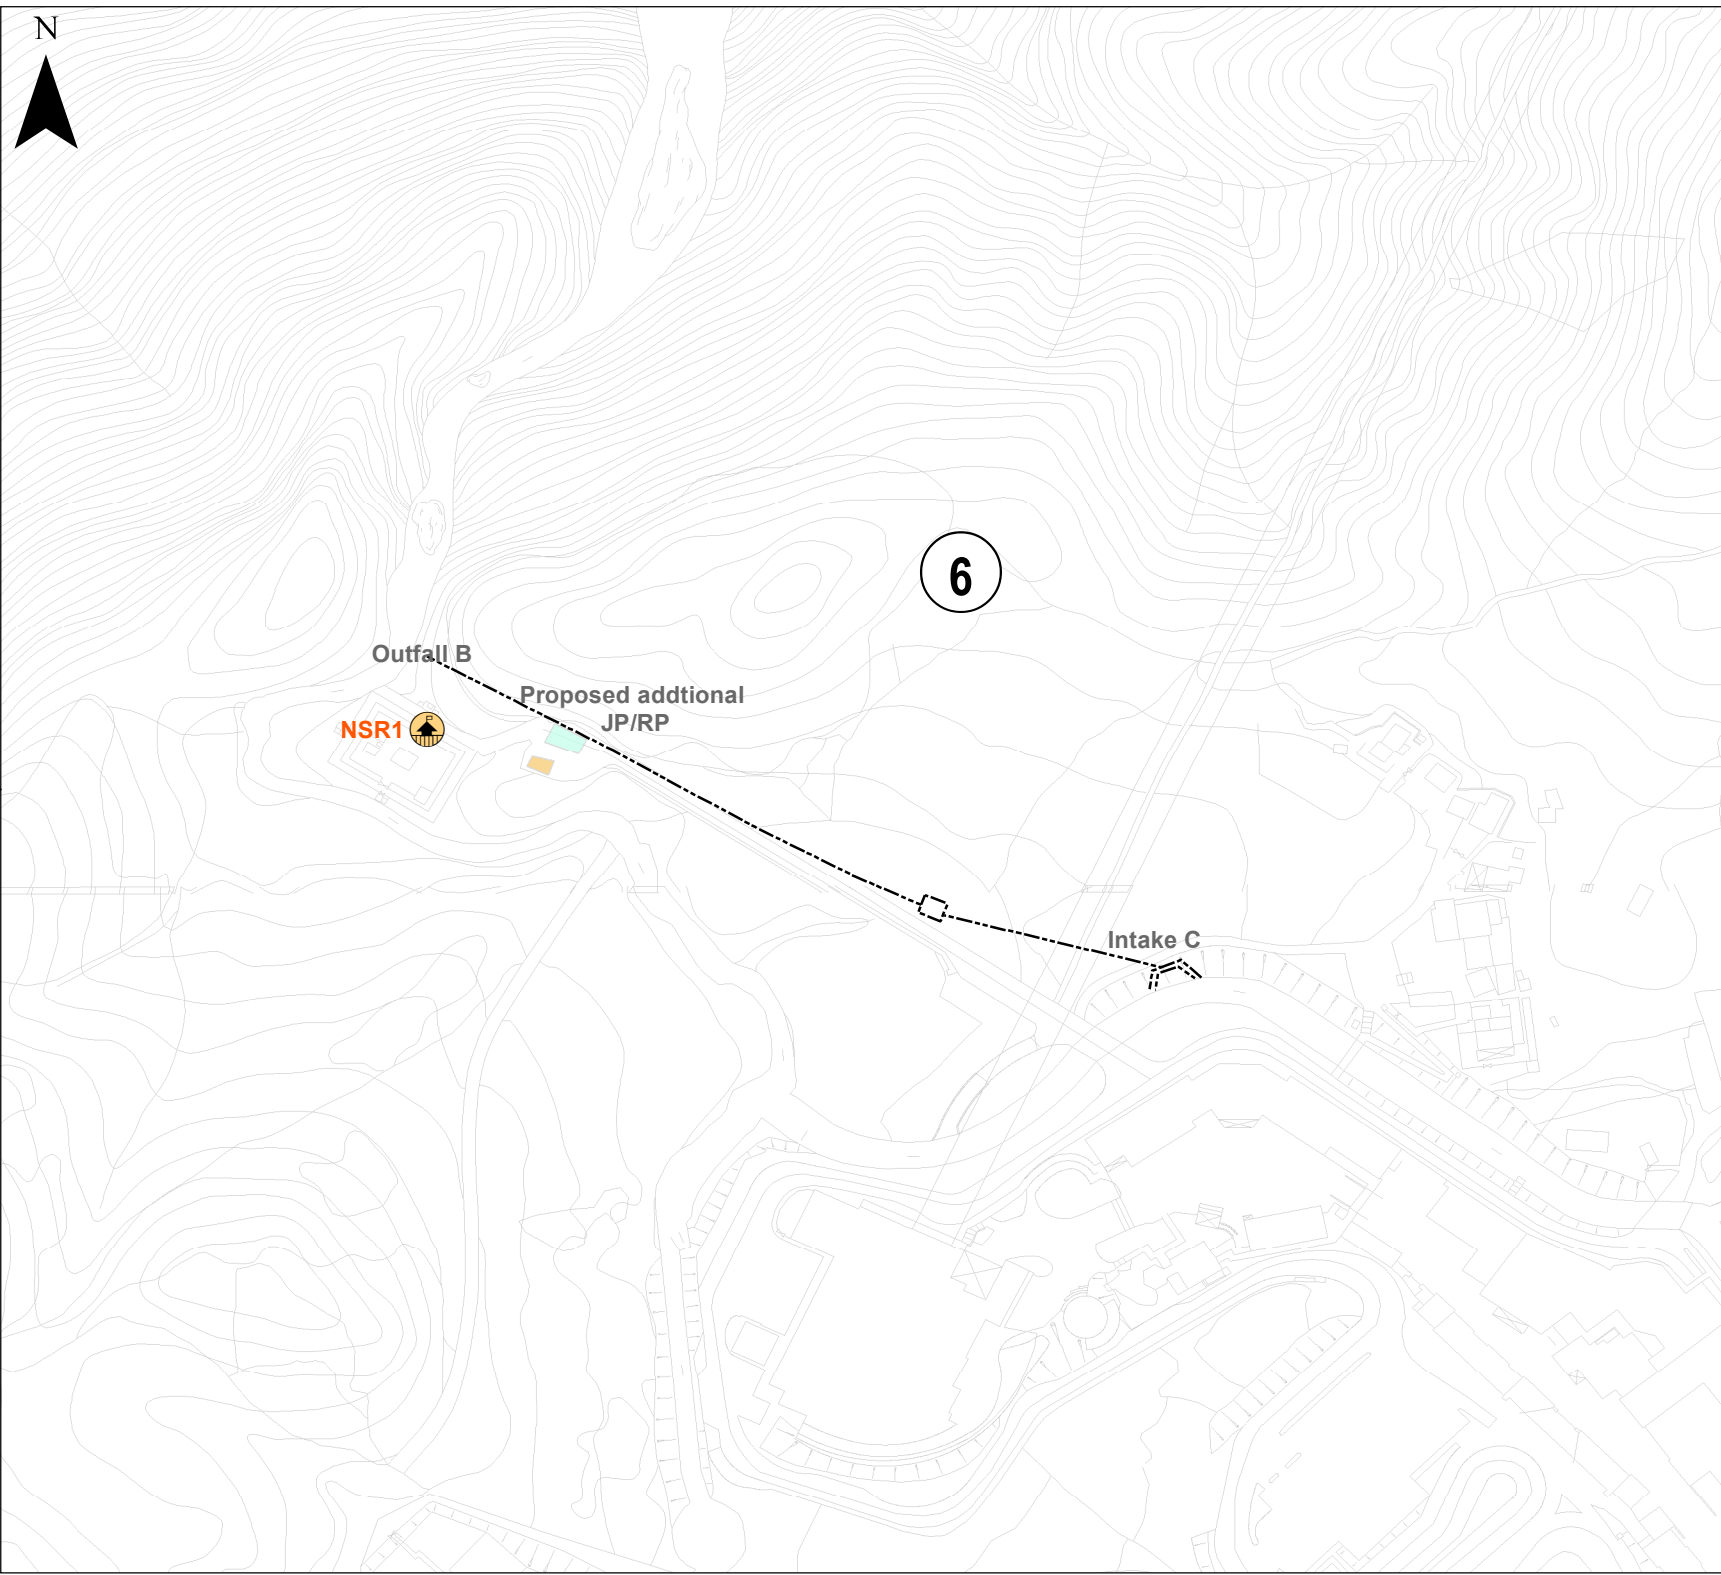 N
6
Outfall B
Proposed addtional
JP/RP
NSR1
Intake C